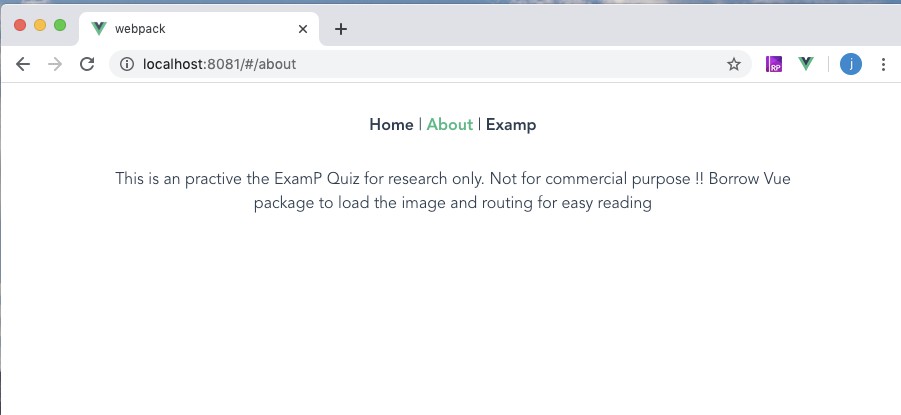 webpack
localhost:8081/#/about
RP
j
Home | About | Examp
This is an practive the ExamP Quiz for research only. Not for commercial purpose !! Borrow Vue
package to load the image and routing for easy reading